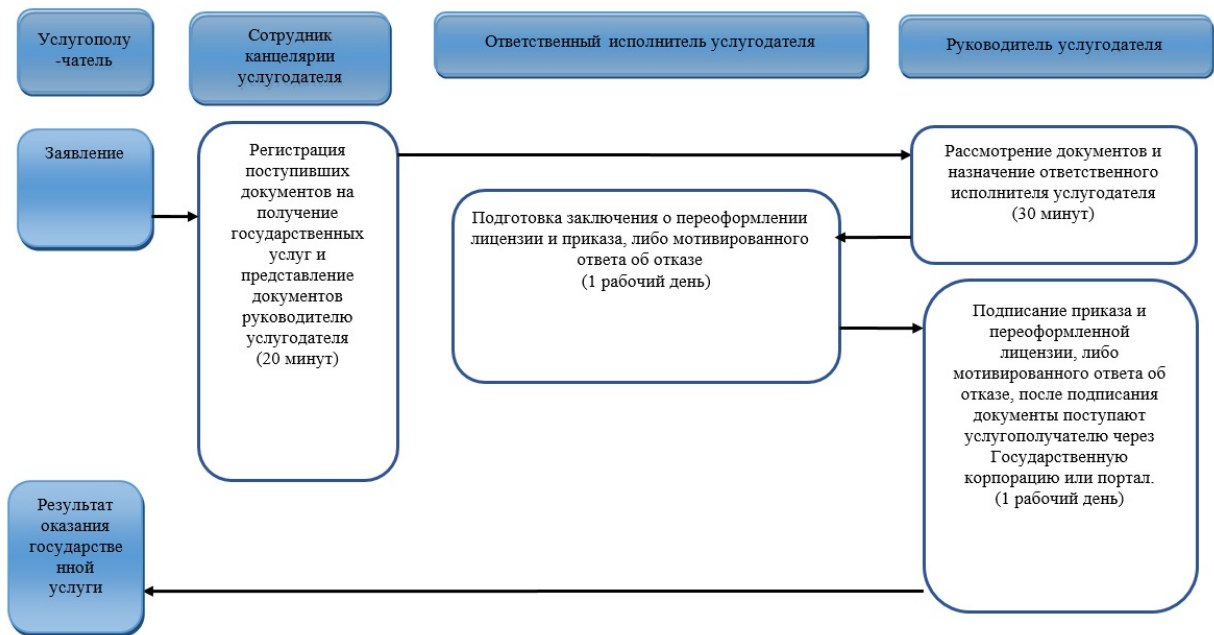 Услугополу
-чатель
Сотрудник
канцелярии
услугодателя
Ответственный исполнитель услугодателя
Руководитель услугодателя
Заявление
Регистрация
поступивших
документов на
получение
государственных
услуг и
представление
документов
руководителю
услугодателя
(20 минут)
Рассмотрение документов и
назначение ответственного
исполнителя услугодателя
(30 минут)
Подготовка заключения о переоформлении
лицензии и приказа, либо мотивированного
ответа об отказе
(1 рабочий день)
Подписание приказа и
переоформленной
лицензии, либо
мотивированного ответа об
отказе, после подписания
документы поступают
услугополучателю через
Государственную
корпорацию или портал.
(1 рабочий день)
Результат
оказания
государстве
нной
услуги